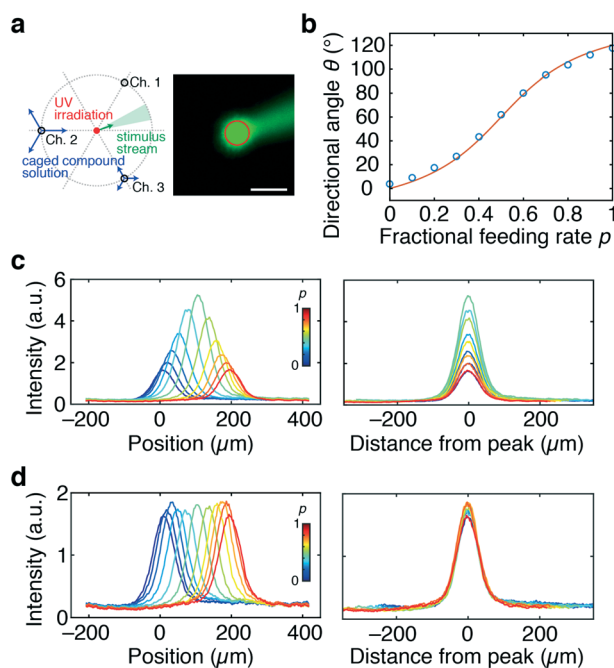 a
Ch. 1
UV
irradiation
Ch. 2
stimulus
stream
caged compound
solution
Ch. 3
b
Directional angle θ (°)
120
100
80
60
40
20
0
0 0.2 0.4 0.6 0.8 1
Fractional feeding rate p
c
Intensity (a.u.)
6
4
2
0
p
1
0
−200 0 200 400
Position (µm)
−200 0 200
Distance from peak (µm)
d
Intensity (a.u.)
2
1
0
p
1
0
−200 0 200 400
Position (µm)
−200 0 200
Distance from peak (µm)